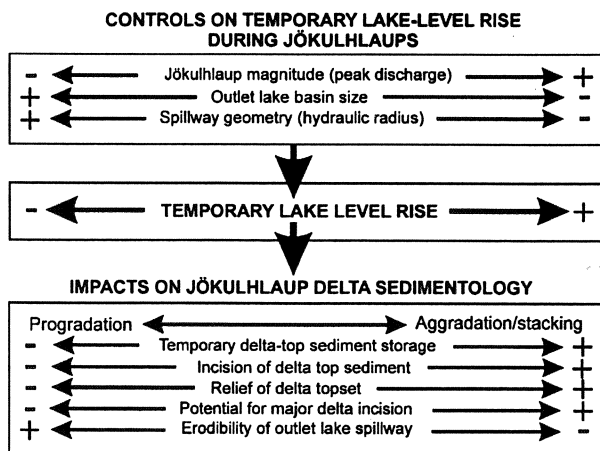 CONTROLS ON TEMPORARY LAKE-LEVEL RISE
DURING JÖKULHLAUPS
- Jökulhlaup magnitude (peak discharge) +
+ Outlet lake basin size -
+ Spillway geometry (hydraulic radius) -
- TEMPORARY LAKE LEVEL RISE +
IMPACTS ON JÖKULHLAUP DELTA SEDIMENTOLOGY
Progradation Aggradation/stacking
- Temporary delta-top sediment storage +
- Incision of delta top sediment +
- Relief of delta topset +
- Potential for major delta incision +
+ Erodibility of outlet lake spillway -